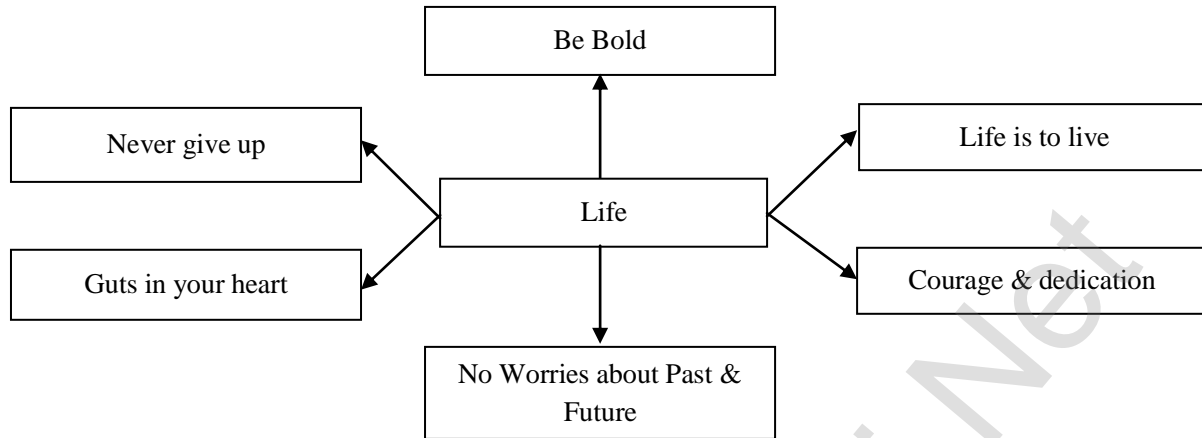 Be Bold
Never give up
Life is to live
Life
Guts in your heart
Courage & dedication
No Worries about Past &
Future
Net